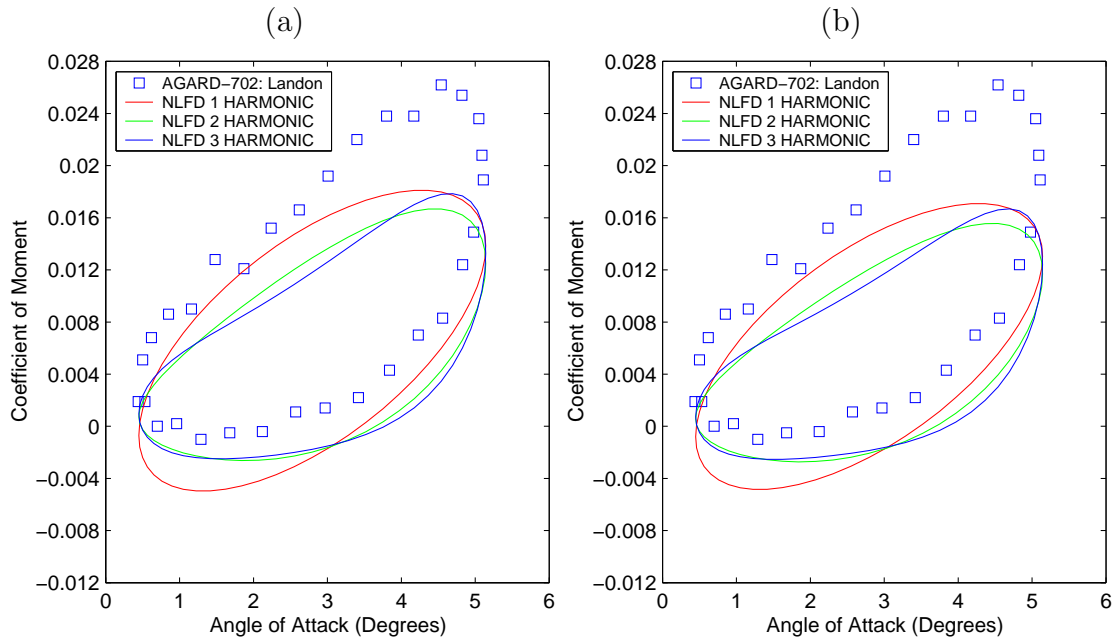 (a)
0.028
0.024
0.02
0.016
0.012
0.008
0.004
0
−0.004
−0.008
−0.012
Coefficient of Moment
AGARD−702: Landon
NLFD 1 HARMONIC
NLFD 2 HARMONIC
NLFD 3 HARMONIC
0 1 2 3 4 5 6
Angle of Attack (Degrees)
(b)
0.028
0.024
0.02
0.016
0.012
0.008
0.004
0
−0.004
−0.008
−0.012
Coefficient of Moment
AGARD−702: Landon
NLFD 1 HARMONIC
NLFD 2 HARMONIC
NLFD 3 HARMONIC
0 1 2 3 4 5 6
Angle of Attack (Degrees)